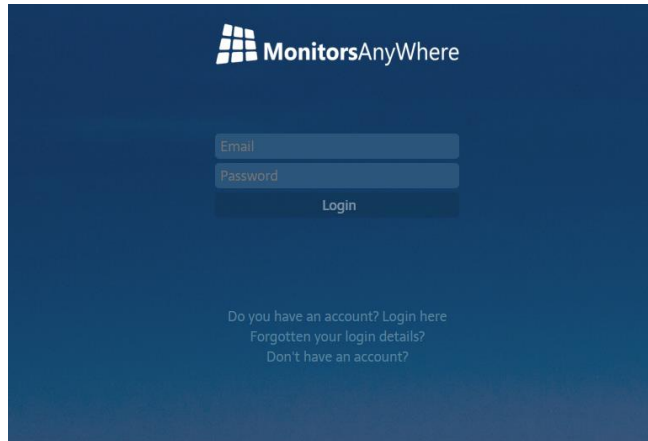 MonitorsAnyWhere
Email
Password
Login
Do you have an account? Login here
Forgotten your login details?
Don't have an account?